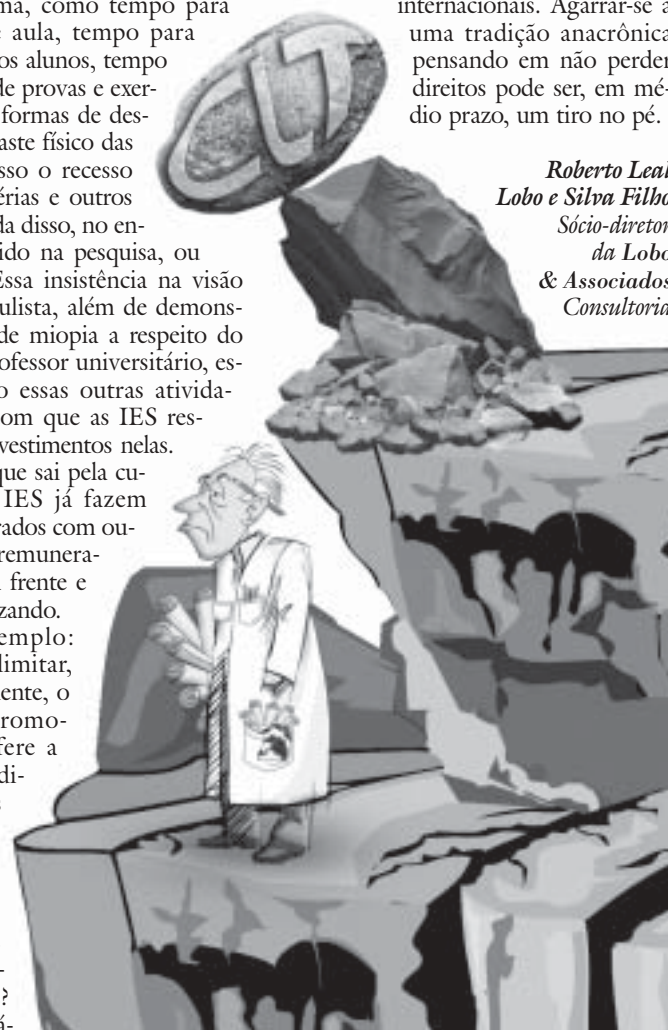 ma, como tempo para
e aula, tempo para
os alunos, tempo
de provas e exer-
formas de des-
aste físico das
sso o recesso
érias e outros
da disso, no en-
ido na pesquisa, ou
Essa insistência na visão
ulista, além de demons-
de miopia a respeito do
ofessor universitário, es-
o essas outras ativida-
om que as IES res-
vestimentos nelas.
que sai pela cu-
IES já fazem
rados com ou-
remunera-
frente e
zando.
emplo:
limitar,
ente, o
romo-
fere a
di-
-
?
á-
CLT
internacionais. Agarrar-se a
uma tradição anacrônica
pensando em não perder
direitos pode ser, em mé-
dio prazo, um tiro no pé.
Roberto Leal
Lobo e Silva Filho
Sócio-diretor
da Lobo
& Associados
Consultoria